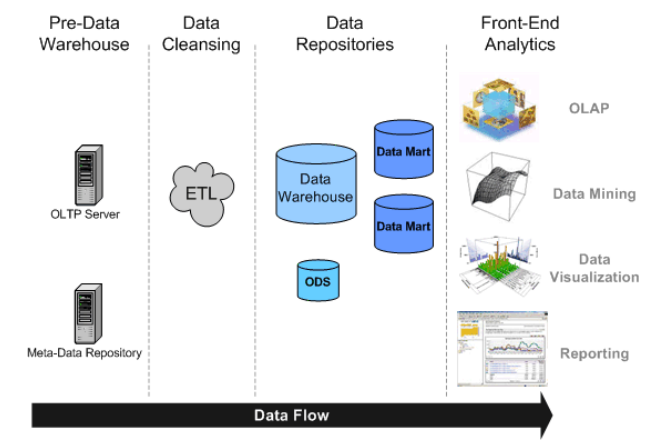 Pre-Data
Warehouse
Data
Cleansing
Data
Repositories
Front-End
Analytics
OLTP Server
Meta-Data Repository
ETL
Data
Warehouse
Data Mart
Data Mart
ODS
OLAP
Data Mining
Data
Visualization
Reporting
Data Flow